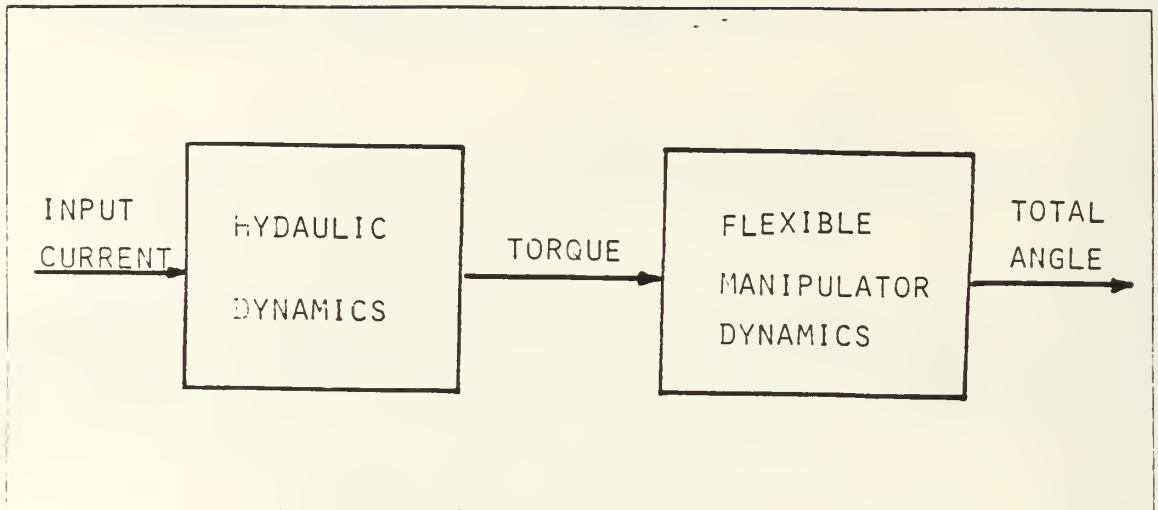 INPUT
CURRENT
HYDAULIC
DYNAMICS
TORQUE
FLEXIBLE
MANIPULATOR
DYNAMICS
TOTAL
ANGLE